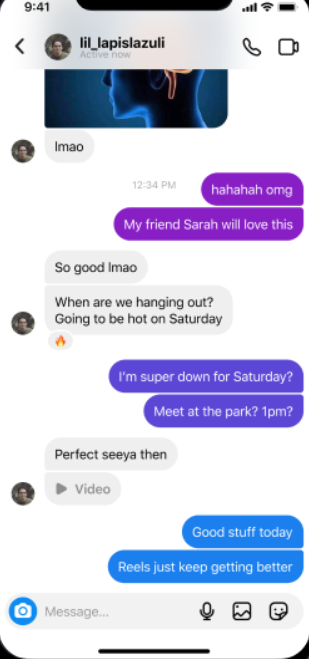 9:41
lil_lapislazuli
Active now
lmao
12:34 PM
hahahah omg
My friend Sarah will love this
So good lmao
When are we hanging out?
Going to be hot on Saturday
I'm super down for Saturday?
Meet at the park? 1pm?
Perfect seeya then
Video
Good stuff today
Reels just keep getting better
Message...